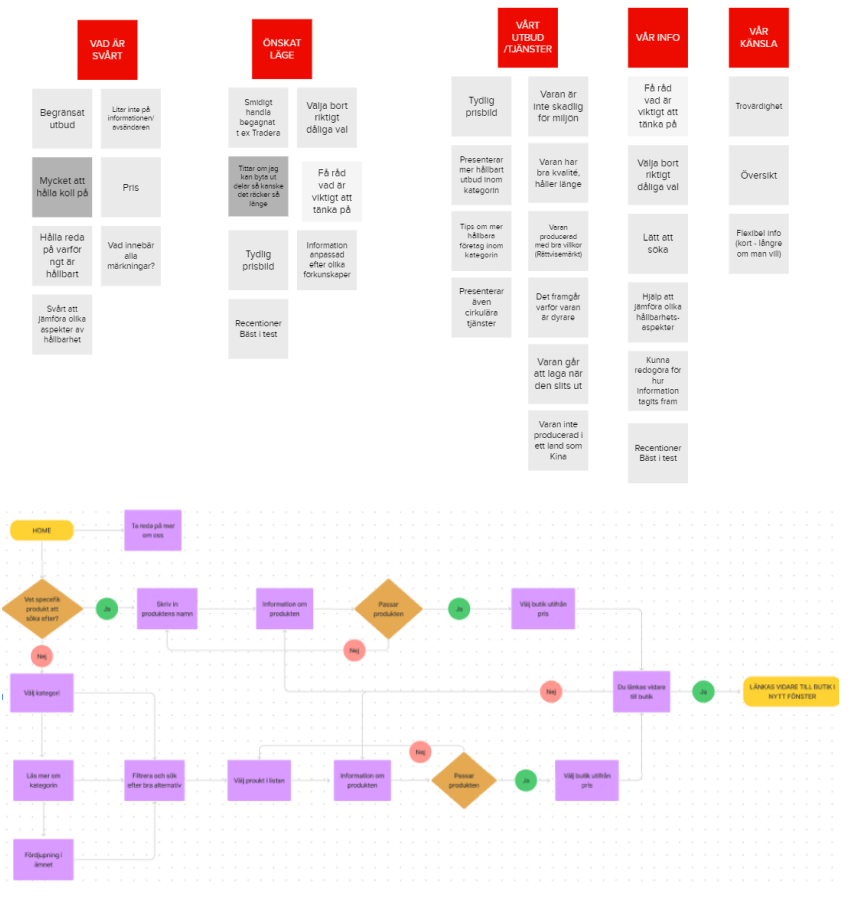 VAD ÄR
SVÅRT
Begränsat
utbud
Litar inte på
informationen/
avsändaren
Mycket att
hålla koll på
Pris
Hålla reda
på varför
ngt är
hållbart
Vad innebär
alla
märkningar?
Svårt att
jämföra olika
aspekter av
hållbarhet
ÖNSKAT
LÄGE
Smidigt
handla
begagnat
t ex Tradera
Välja bort
riktigt
dåliga val
Tittar om jag
kan byta ut
delar så kanske
det räcker så
länge
Få råd
vad är
viktigt att
tänka på
Tydlig
prisbild
Information
anpassad
efter olika
förkunskaper
Recentioner
Bäst i test
VÅRT
UTBUD
/TJÄNSTER
Tydlig
prisbild
Varan är
inte skadlig
för miljön
Presenterar
mer hållbart
utbud inom
kategorin
Varan har
bra kvalité,
håller länge
Tips om mer
hållbara
företag inom
kategorin
Varan
producerad
med bra villkor
(Rättvisemärkt)
Presenterar
även
cirkulära
tjänster
Det framgår
varför varan
är dyrare
Varan går
att laga när
den slits ut
Varan inte
producerad i
ett land som
Kina
VÅR INFO
Få råd
vad är
viktigt att
tänka på
Välja bort
riktigt
dåliga val
Lätt att
söka
Hjälp att
jämföra olika
hållbarhets-
aspekter
Kunna
redogöra för
hur
information
tagits fram
Recentioner
Bäst i test
VÅR
KÄNSLA
Trovärdighet
Översikt
Flexibel info
(kort - långre
om man vill)
HOME
Ta reda på mer
om oss
Vet specefik
produkt att
söka efter?
Ja
Skriv in
produktens namn
Information om
produkten
Passar
produkten
Ja
Välj butik utifrån
pris
Nej
Nej
Välj kategori
Du länkas vidare
till butik
Nej
Ja
LÄNKAS VIDARE TILL BUTIK I
NYTT FÖNSTER
Läs mer om
kategorin
Filtrera och sök
efter bra alternativ
Välj proukt i listan
Information om
produkten
Nej
Passar
produkten
Ja
Välj butik utifrån
pris
Fördjupning i
ämnet